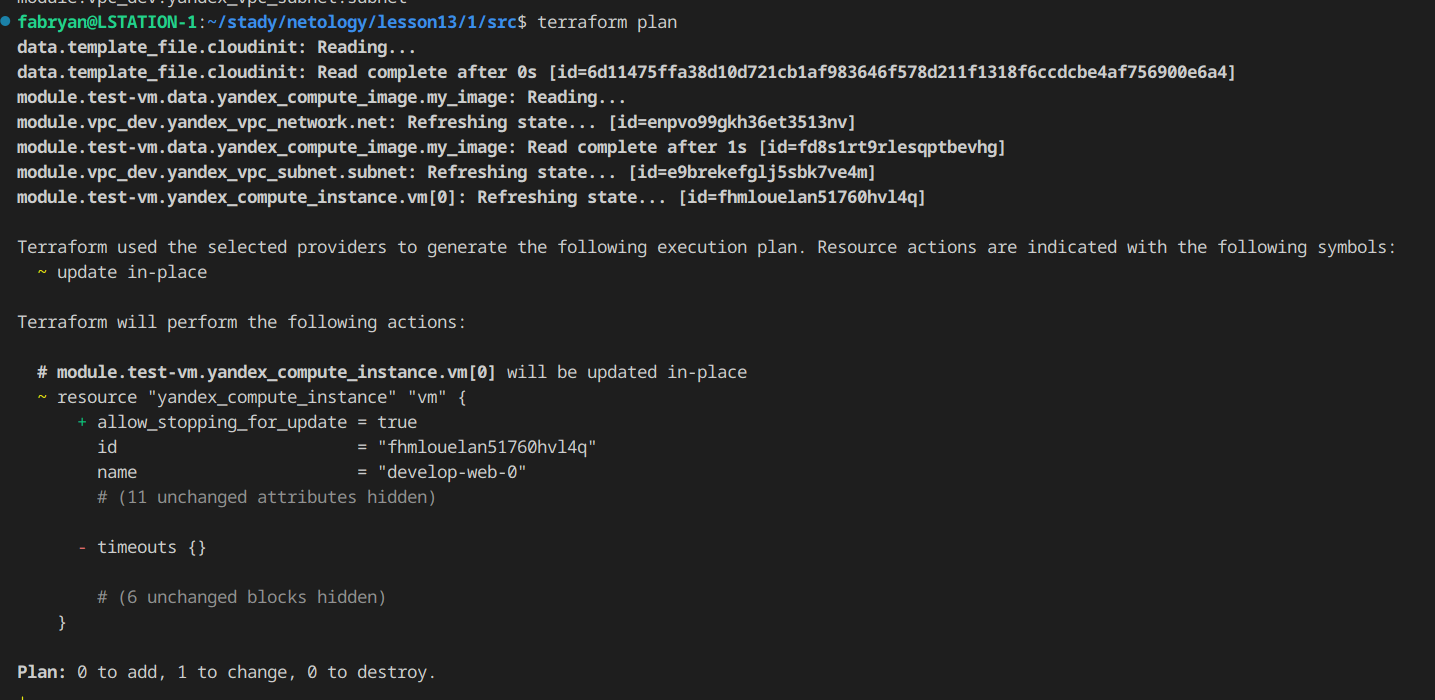 module.vpc_dev.yandex_vpc_subnet.subnet
fabryan@LSTATION-1:~/stady/netology/lesson13/1/src$ terraform plan
data.template_file.cloudinit: Reading...
data.template_file.cloudinit: Read complete after 0s [id=6d11475ffa38d10d721cb1af983646f578d211f1318f6ccdcbe4af756900e6a4]
module.test-vm.data.yandex_compute_image.my_image: Reading...
module.vpc_dev.yandex_vpc_network.net: Refreshing state... [id=enpvo99gkh36et3513nv]
module.test-vm.data.yandex_compute_image.my_image: Read complete after 1s [id=fd8s1rt9rlesqptbevhg]
module.vpc_dev.yandex_vpc_subnet.subnet: Refreshing state... [id=e9brekefglj5sbk7ve4m]
module.test-vm.yandex_compute_instance.vm[0]: Refreshing state... [id=fhmlouelan51760hvl4q]
Terraform used the selected providers to generate the following execution plan. Resource actions are indicated with the following symbols:
  ~ update in-place
Terraform will perform the following actions:
  # module.test-vm.yandex_compute_instance.vm[0] will be updated in-place
  ~ resource "yandex_compute_instance" "vm" {
      + allow_stopping_for_update = true
        id                        = "fhmlouelan51760hvl4q"
        name                      = "develop-web-0"
        # (11 unchanged attributes hidden)
      - timeouts {}
        # (6 unchanged blocks hidden)
    }
Plan: 0 to add, 1 to change, 0 to destroy.